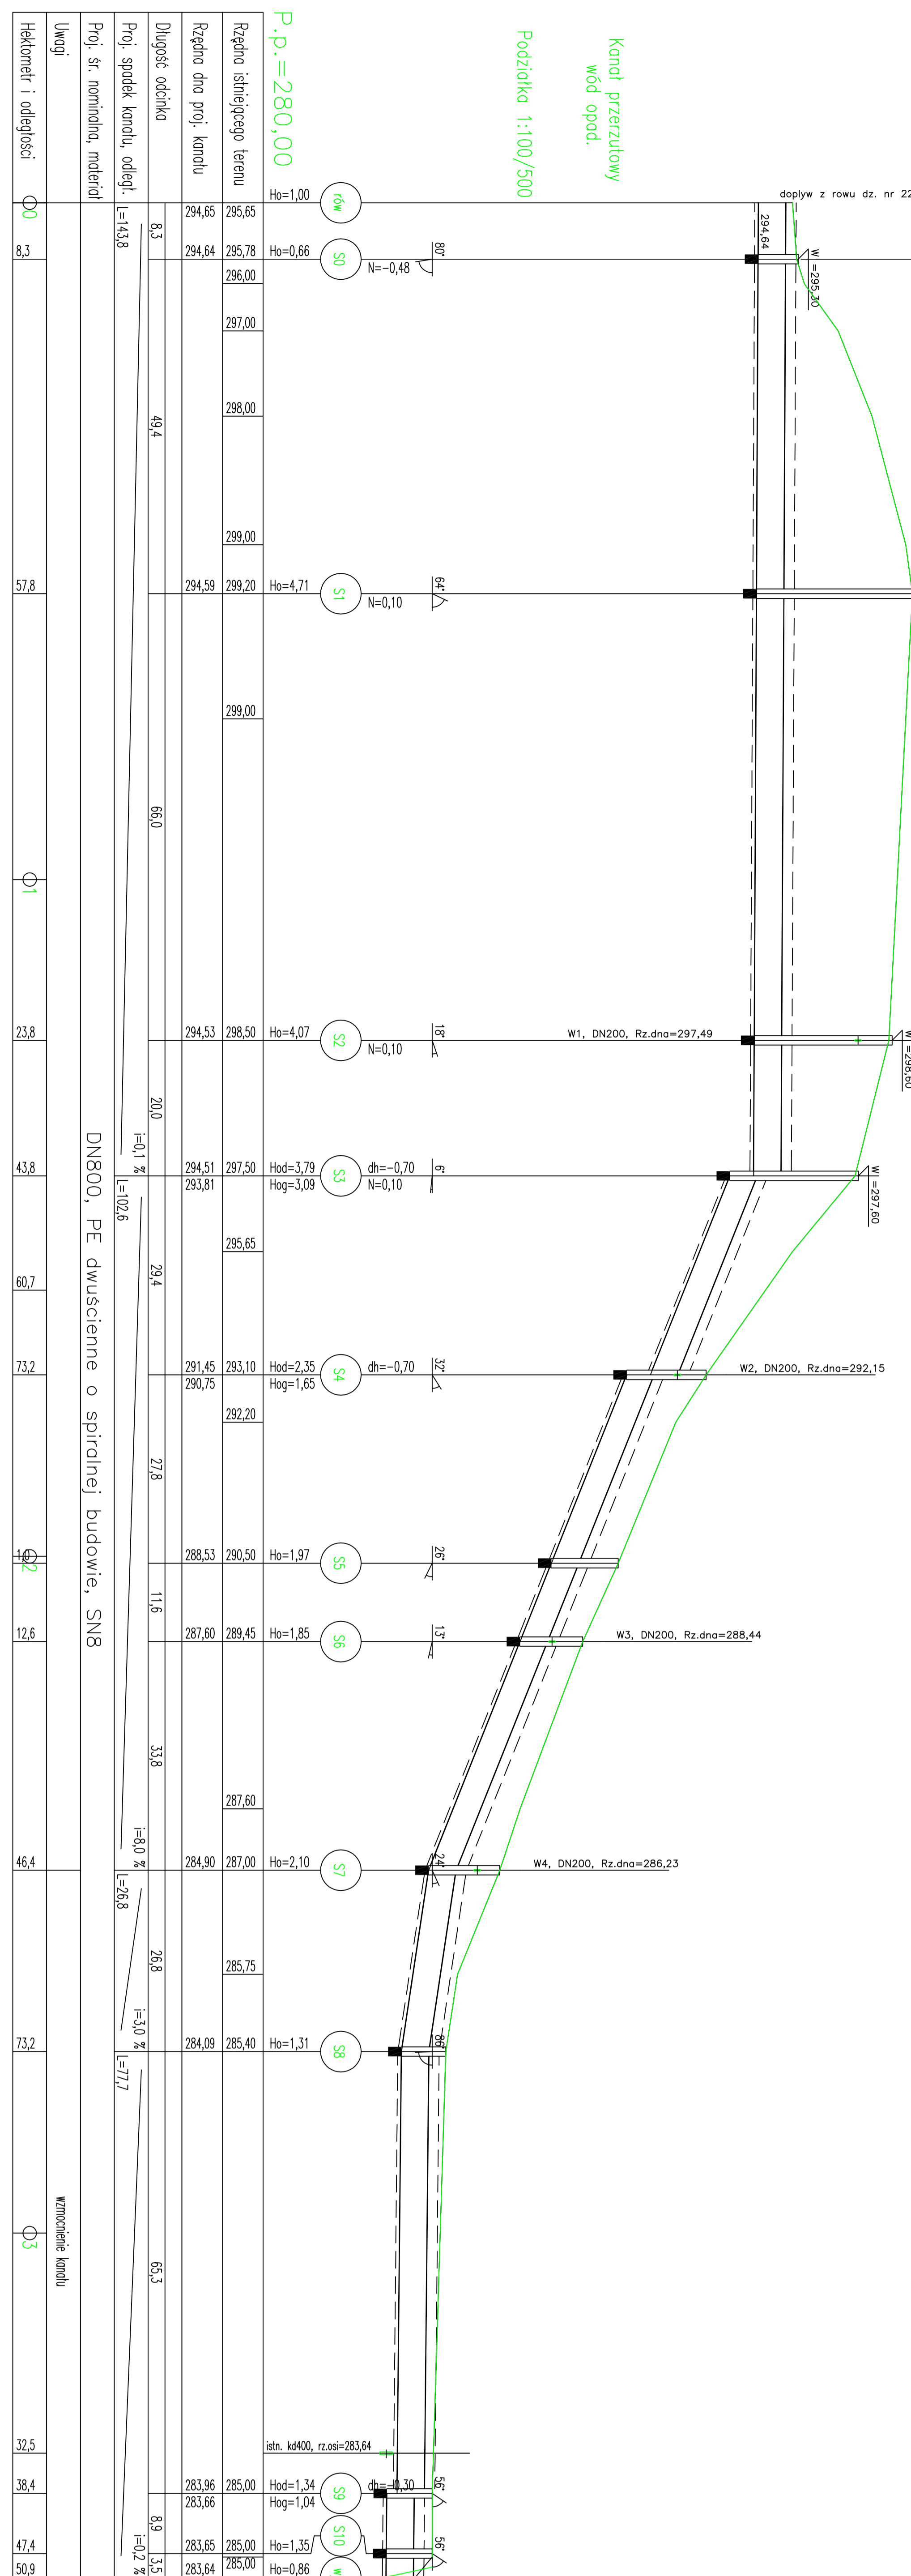 Kanał przerzutowy
wód opad.
Podziałka 1:100/500
P.p.=280,00
Rzędna istniejącego terenu
Rzędna dna proj. kanału
Długość odcinka
Proj. spadek kanału, odległ.
Proj. śr. nominalna, materiał
Uwagi
Hektometr i odległości
dopływ z rowu dz. nr 22
294,64
W =295,30
W =298,60
W =297,60
rów
Ho=1,00
295,65
294,65
L=143,8
0
8,3
S0
80°
N=-0,48
Ho=0,66
295,78
294,64
8,3
296,00
297,00
298,00
49,4
299,00
S1
64°
N=0,10
Ho=4,71
299,20
294,59
57,8
299,00
66,0
1
S2
18°
N=0,10
W1, DN200, Rz.dna=297,49
Ho=4,07
298,50
294,53
23,8
20,0
i=0,1 %
S3
6°
dh=-0,70
N=0,10
Hod=3,79
Hog=3,09
297,50
294,51
293,81
L=102,6
43,8
295,65
29,4
60,7
S4
32°
dh=-0,70
W2, DN200, Rz.dna=292,15
Hod=2,35
Hog=1,65
293,10
291,45
290,75
73,2
292,20
27,8
DN800, PE dwuścienne o spiralnej budowie, SN8
S5
26°
Ho=1,97
290,50
288,53
2
11,6
S6
13°
W3, DN200, Rz.dna=288,44
Ho=1,85
289,45
287,60
12,6
33,8
287,60
i=8,0 %
S7
24°
W4, DN200, Rz.dna=286,23
Ho=2,10
287,00
284,90
L=26,8
46,4
26,8
285,75
i=3,0 %
S8
86°
Ho=1,31
285,40
284,09
L=77,7
73,2
wzmocnienie kanału
3
65,3
istn. kd400, rz.osi=283,64
32,5
S9
56°
dh=-0,30
Hod=1,34
Hog=1,04
285,00
283,96
283,66
38,4
8,9
i=0,2 %
S10
56°
Ho=1,35
285,00
283,65
47,4
3,5
Ho=0,86
285,00
283,64
50,9